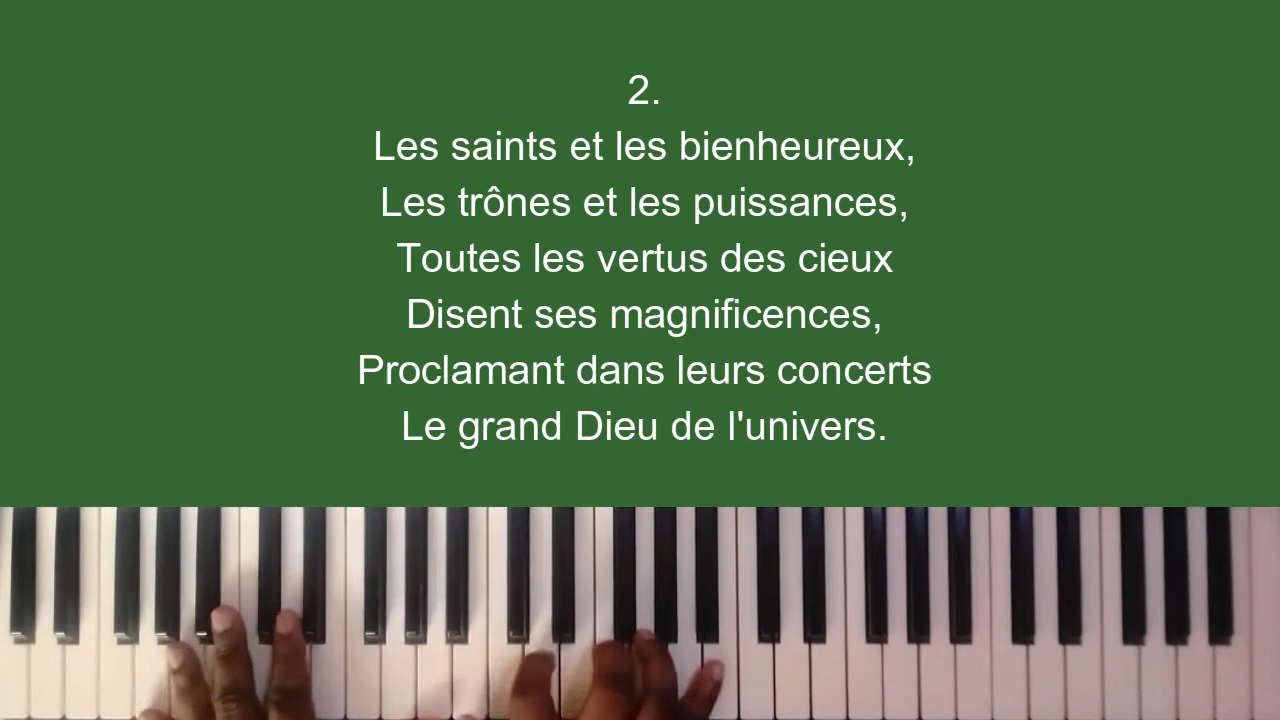 2.
Les saints et les bienheureux,
Les trônes et les puissances,
Toutes les vertus des cieux
Disent ses magnificences,
Proclamant dans leurs concerts
Le grand Dieu de l'univers.